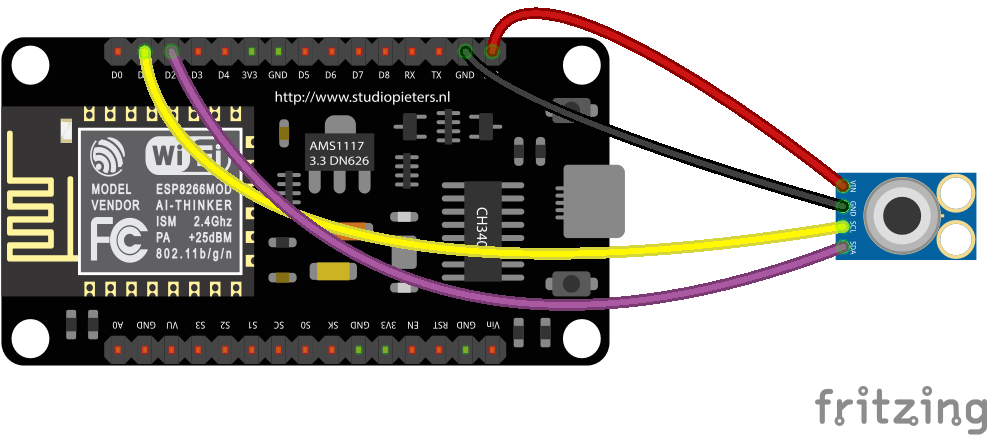 D0 D2 D3 D4 3V3 GND D5 D6 D7 D8 RX TX GND
http://www.studiopieters.nl
AMS1117
3.3 DN626
WiFi
MODEL ESP8266MOD
VENDOR AI-THINKER
ISM 2.4Ghz
PA +25dBM
802.11b/g/n
FC
CH340
VIN
GND
SCL
SDA
A0 GND VU S3 S2 S1 SC S0 SK GND 3V3 EN RST GND Vin
fritzing